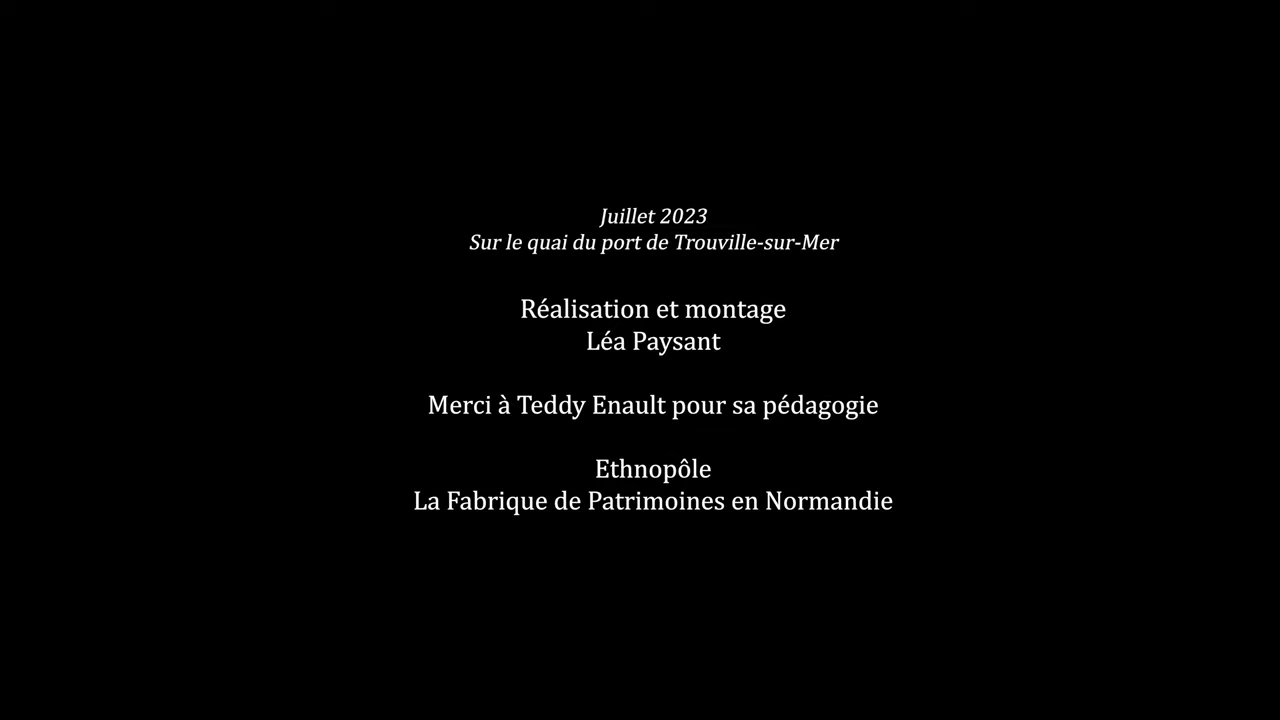 Juillet 2023
Sur le quai du port de Trouville-sur-Mer
Réalisation et montage
Léa Paysant
Merci à Teddy Enault pour sa pédagogie
Ethnopôle
La Fabrique de Patrimoines en Normandie